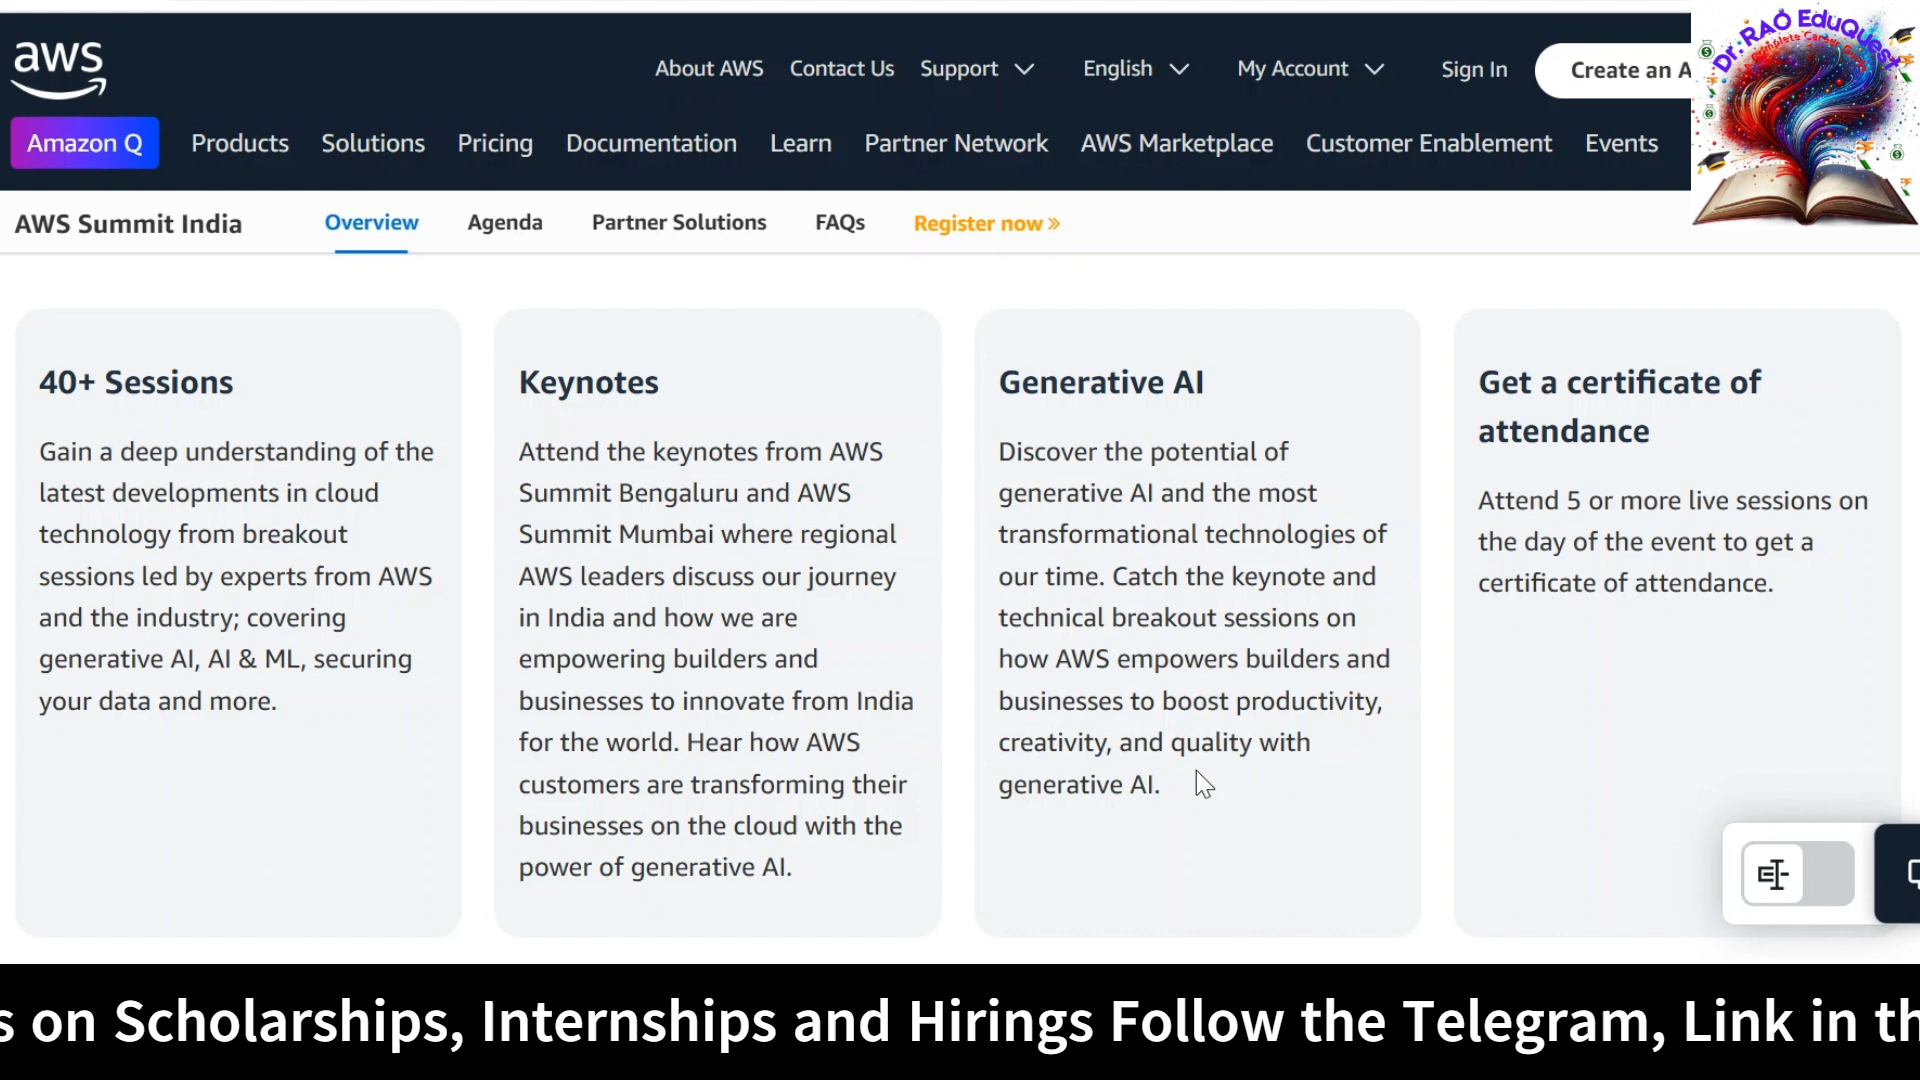 aws
About AWS Contact Us Support English My Account Sign In Create an A
Dr. RAO EduQuest
Amazon Q Products Solutions Pricing Documentation Learn Partner Network AWS Marketplace Customer Enablement Events
AWS Summit India Overview Agenda Partner Solutions FAQs Register now »
40+ Sessions
Gain a deep understanding of the
latest developments in cloud
technology from breakout
sessions led by experts from AWS
and the industry; covering
generative AI, AI & ML, securing
your data and more.
Keynotes
Attend the keynotes from AWS
Summit Bengaluru and AWS
Summit Mumbai where regional
AWS leaders discuss our journey
in India and how we are
empowering builders and
businesses to innovate from India
for the world. Hear how AWS
customers are transforming their
businesses on the cloud with the
power of generative AI.
Generative AI
Discover the potential of
generative AI and the most
transformational technologies of
our time. Catch the keynote and
technical breakout sessions on
how AWS empowers builders and
businesses to boost productivity,
creativity, and quality with
generative AI.
Get a certificate of
attendance
Attend 5 or more live sessions on
the day of the event to get a
certificate of attendance.
s on Scholarships, Internships and Hirings Follow the Telegram, Link in th